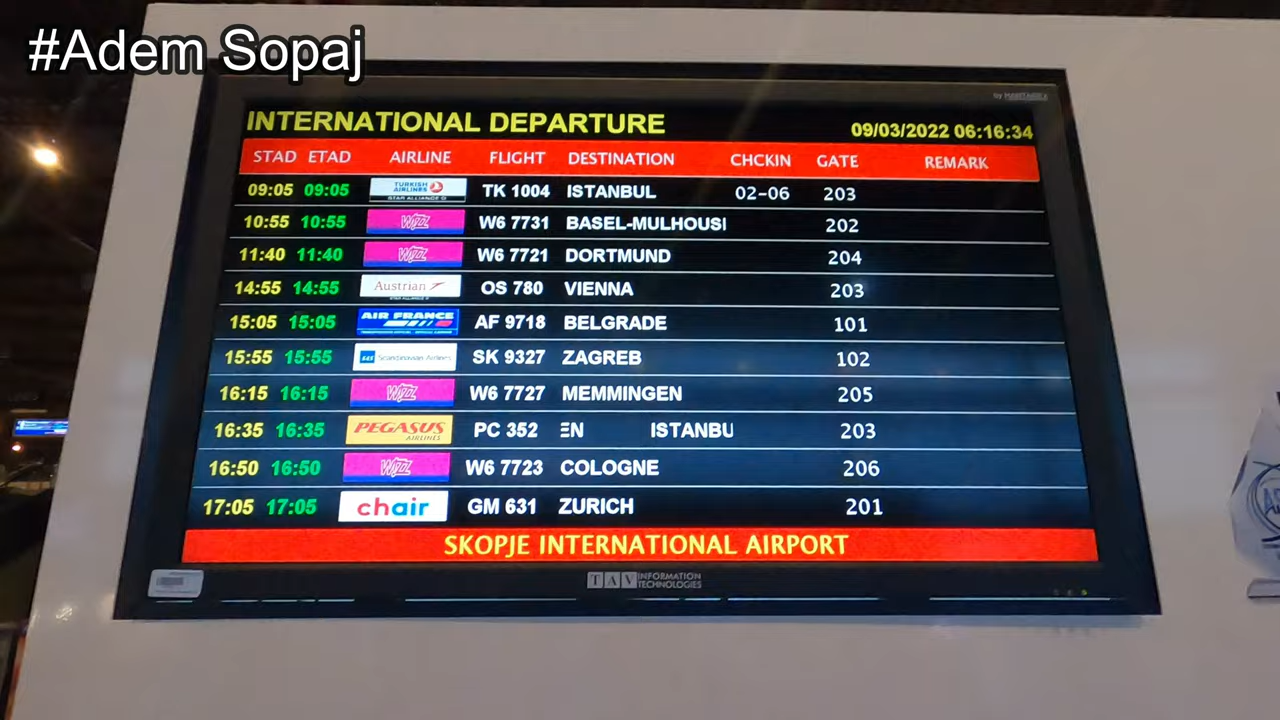 #Adem Sopaj
INTERNATIONAL DEPARTURE 09/03/2022 06:16:34
STAD ETAD AIRLINE FLIGHT DESTINATION CHCKIN GATE REMARK
09:05 09:05 TURKISH AIRLINES TK 1004 ISTANBUL 02-06 203
10:55 10:55 Wizz W6 7731 BASEL-MULHOUSI 202
11:40 11:40 Wizz W6 7721 DORTMUND 204
14:55 14:55 Austrian OS 780 VIENNA 203
15:05 15:05 AIR FRANCE AF 9718 BELGRADE 101
15:55 15:55 SAS Scandinavian Airlines SK 9327 ZAGREB 102
16:15 16:15 Wizz W6 7727 MEMMINGEN 205
16:35 16:35 PEGASUS AIRLINES PC 352 EN ISTANBU 203
16:50 16:50 Wizz W6 7723 COLOGNE 206
17:05 17:05 chair GM 631 ZURICH 201
SKOPJE INTERNATIONAL AIRPORT
TAV INFORMATION TECHNOLOGIES